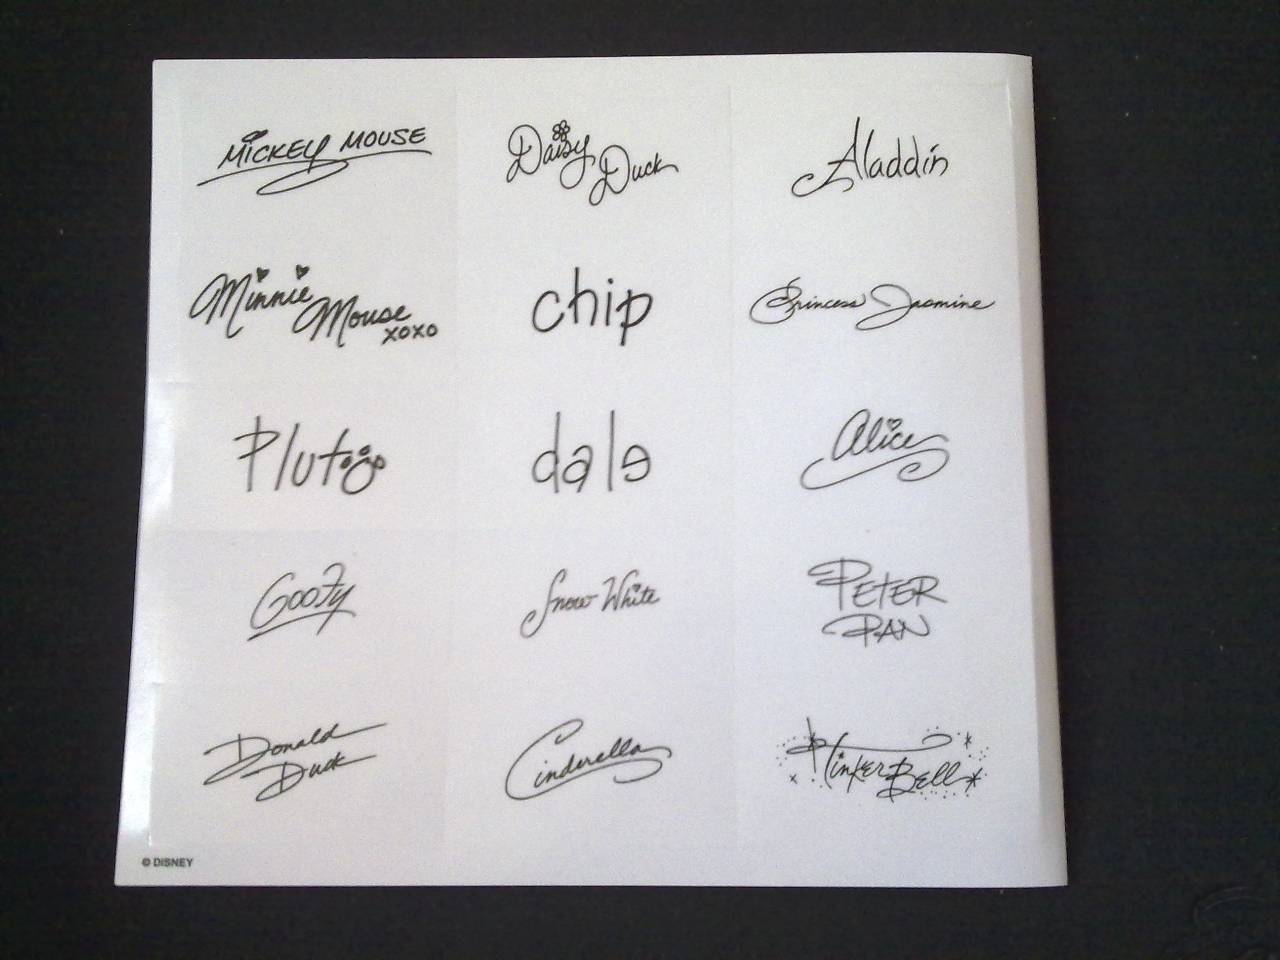 MICKEY MOUSE
Daisy Duck
Aladdin
Minnie Mouse
xoxo
chip
Princess Jasmine
Pluto
dale
Alice
Goofy
Snow White
PETER
PAN
Donald
Duck
Cinderella
Tinker Bell
© DISNEY